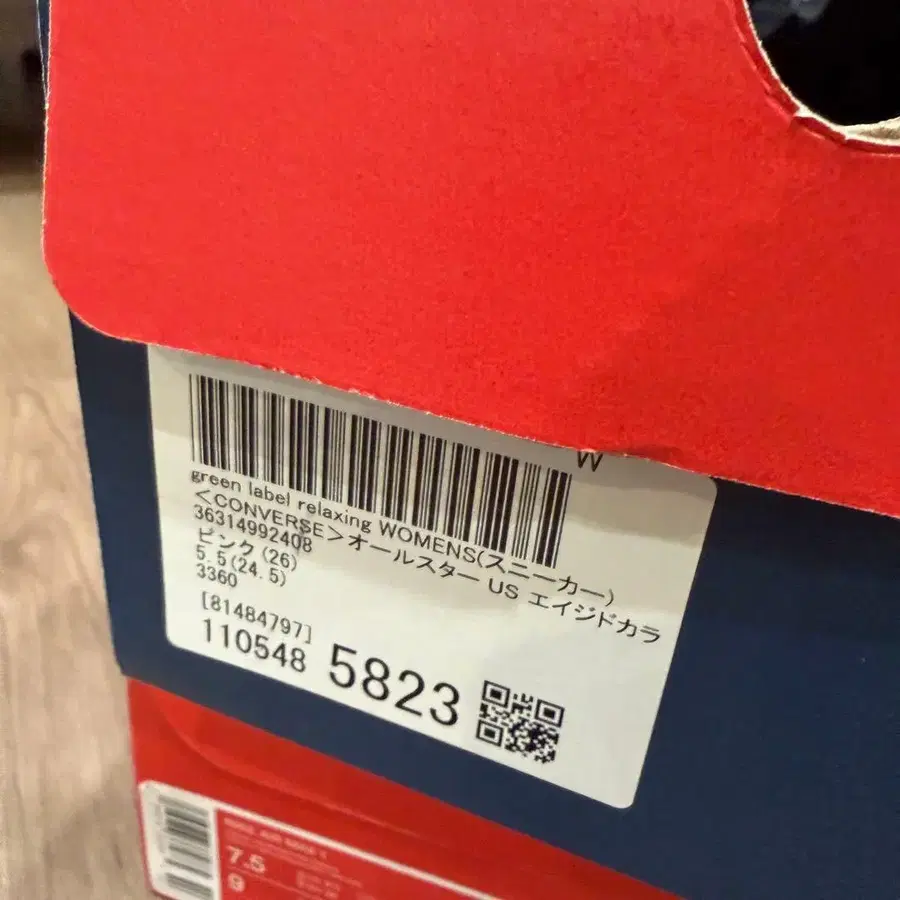 W
green label relaxing WOMENS(スニーカー)
<CONVERSE>オールスター US エイジドカラ
36314992408
ピンク(26)
5.5(24.5)
3360
[81484797]
110548 5823
7.5
9